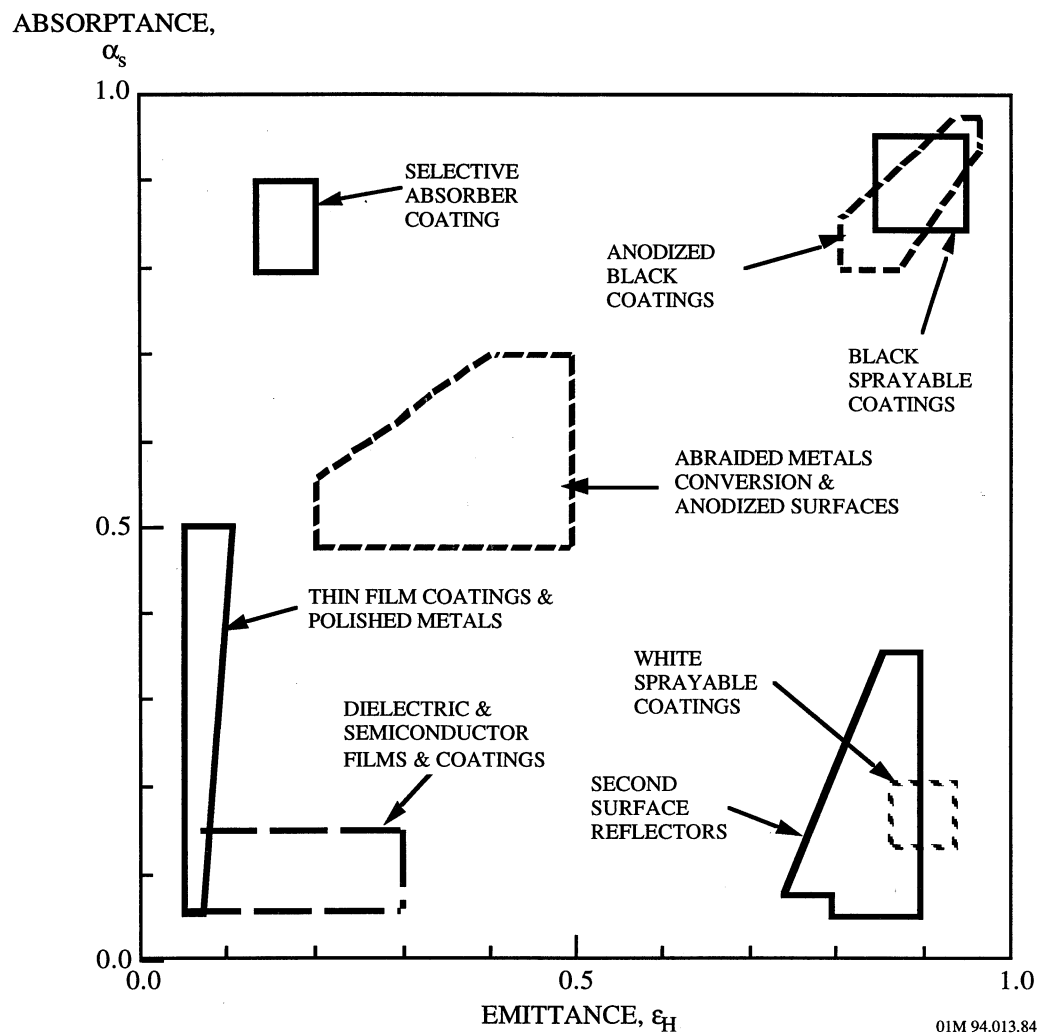 ABSORPTANCE,
αs
1.0
SELECTIVE
ABSORBER
COATING
ANODIZED
BLACK
COATINGS
BLACK
SPRAYABLE
COATINGS
ABRAIDED METALS
CONVERSION &
ANODIZED SURFACES
0.5
THIN FILM COATINGS &
POLISHED METALS
WHITE
SPRAYABLE
COATINGS
DIELECTRIC &
SEMICONDUCTOR
FILMS & COATINGS
SECOND
SURFACE
REFLECTORS
0.0
0.0 0.5 1.0
EMITTANCE, εH
01M 94.013.84